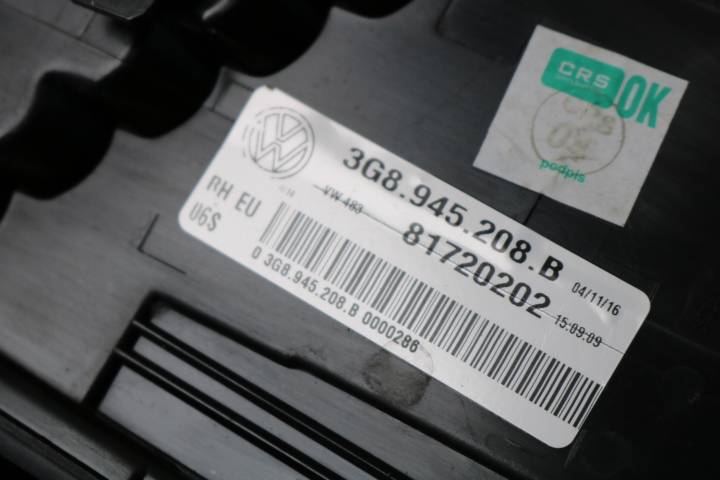 CRS
OK
podpis
3G8.945.208.B
VW 483
81720202
04/11/16
15:09:09
RH EU
U6S
0 3G8.945.208.B 0000286